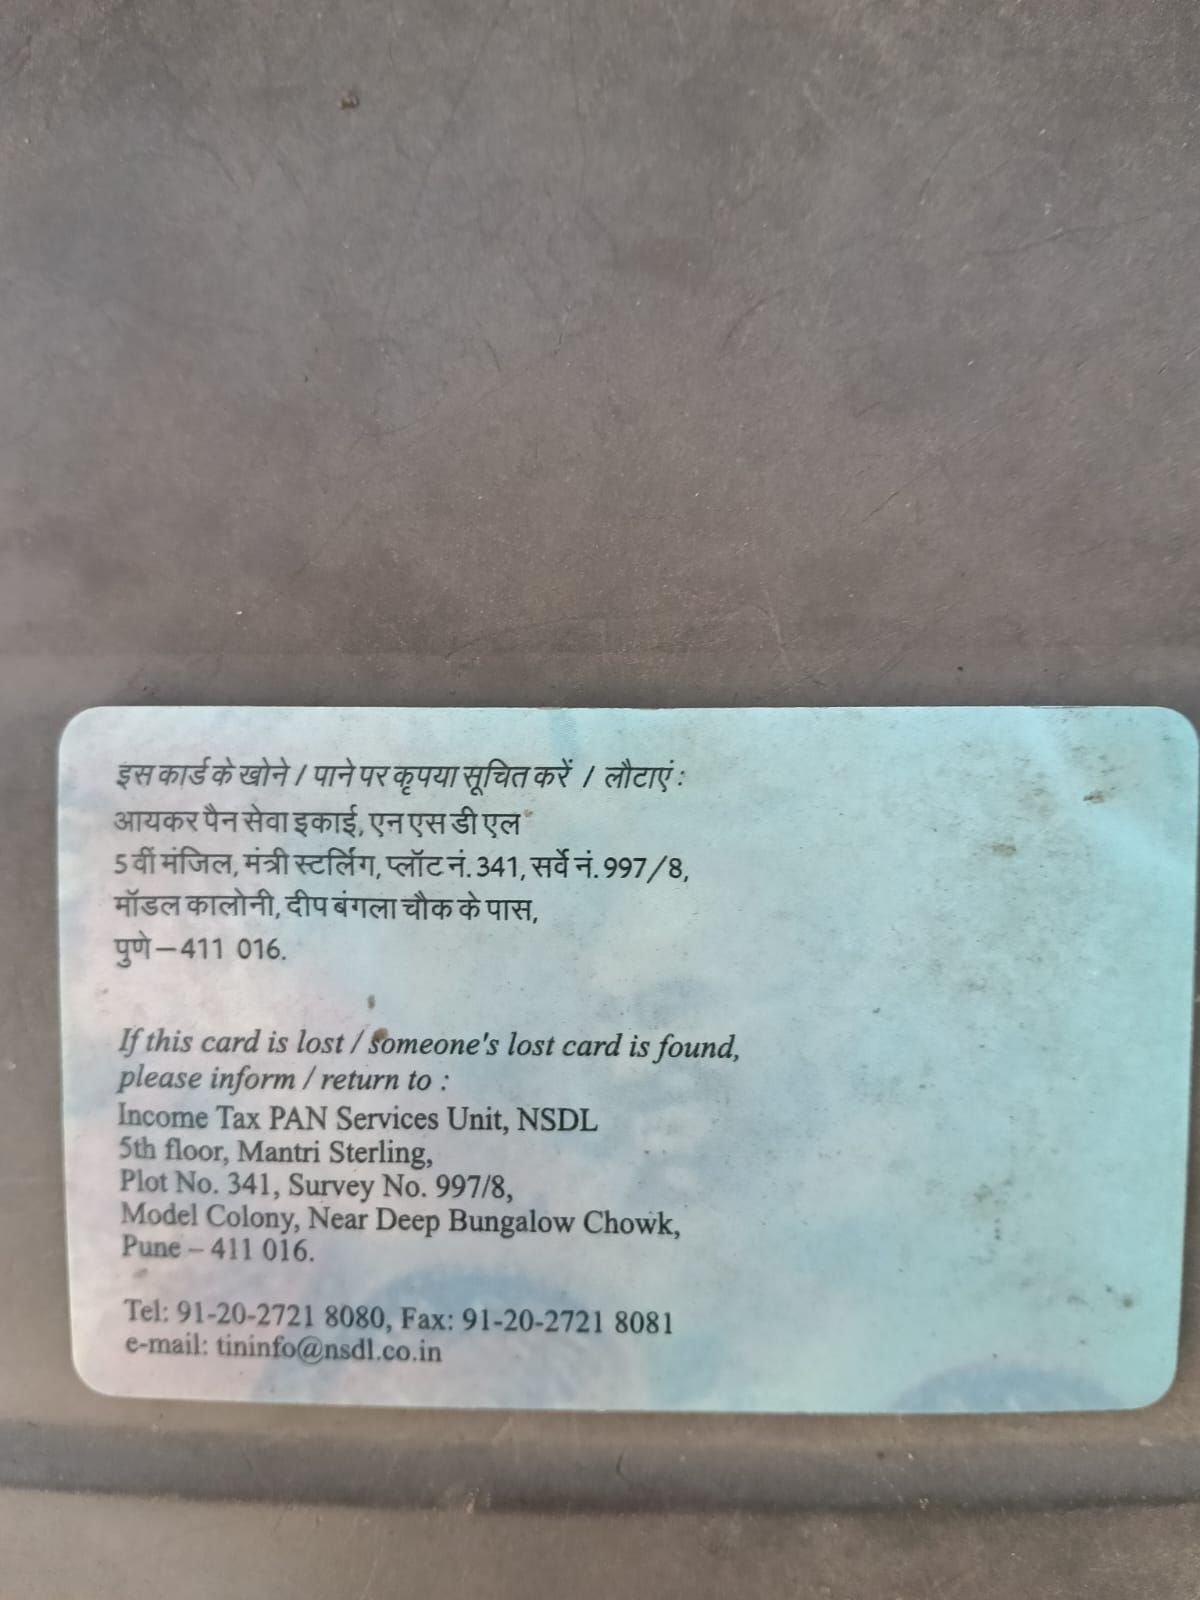 इस कार्ड के खोने / पाने पर कृपया सूचित करें / लौटाएं :
आयकर पैन सेवा इकाई, एन एस डी एल
5 वीं मंजिल, मंत्री स्टर्लिंग, प्लॉट नं. 341, सर्वे नं. 997/8,
मॉडल कालोनी, दीप बंगला चौक के पास,
पुणे – 411 016.
If this card is lost / someone's lost card is found,
please inform / return to :
Income Tax PAN Services Unit, NSDL
5th floor, Mantri Sterling,
Plot No. 341, Survey No. 997/8,
Model Colony, Near Deep Bungalow Chowk,
Pune – 411 016.
Tel: 91-20-2721 8080, Fax: 91-20-2721 8081
e-mail: tininfo@nsdl.co.in